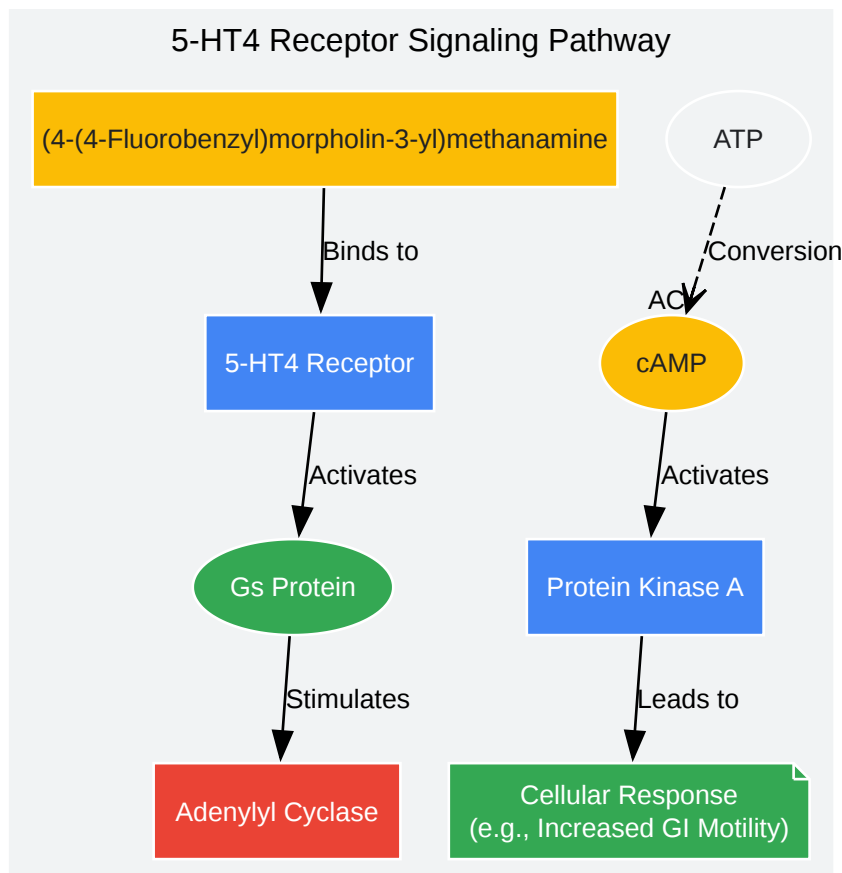 5-HT4 Receptor Signaling Pathway
(4-(4-Fluorobenzyl)morpholin-3-yl)methanamine
ATP
Binds to
Conversion
AC
5-HT4 Receptor
cAMP
Activates
Activates
Gs Protein
Protein Kinase A
Stimulates
Leads to
Adenylyl Cyclase
Cellular Response
(e.g., Increased GI Motility)